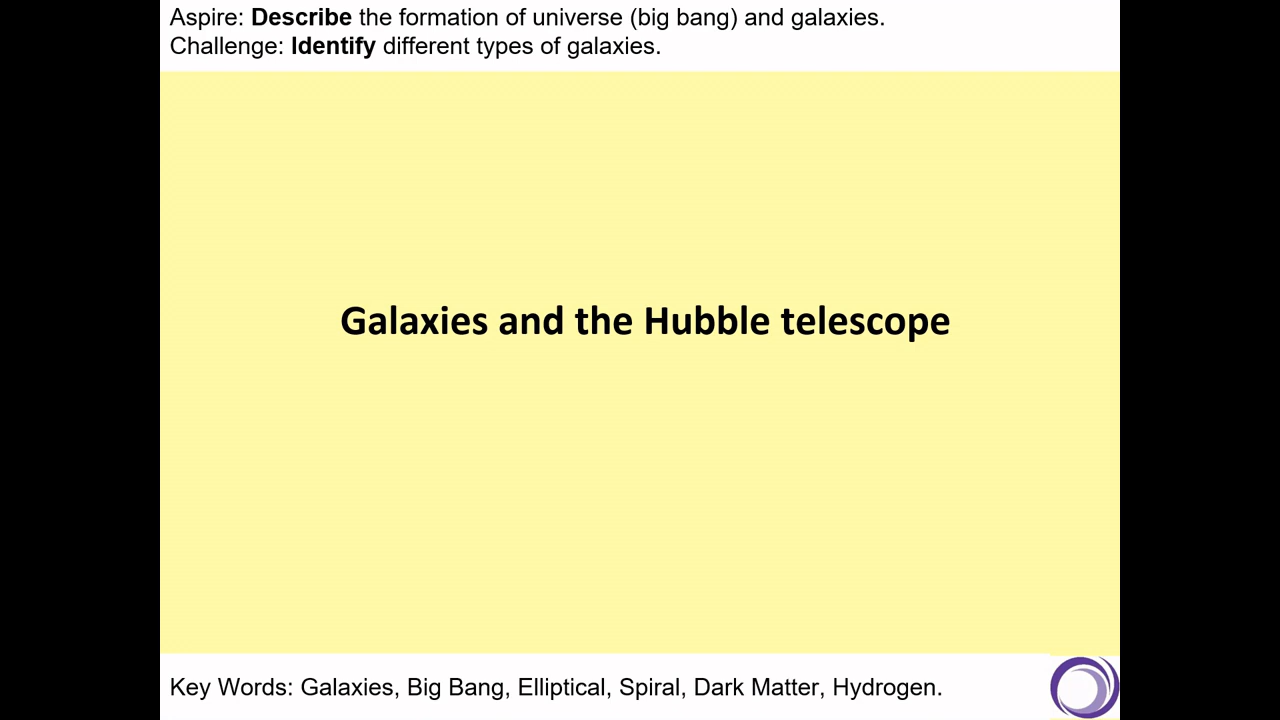 Aspire: Describe the formation of universe (big bang) and galaxies.
Challenge: Identify different types of galaxies.
Galaxies and the Hubble telescope
Key Words: Galaxies, Big Bang, Elliptical, Spiral, Dark Matter, Hydrogen.